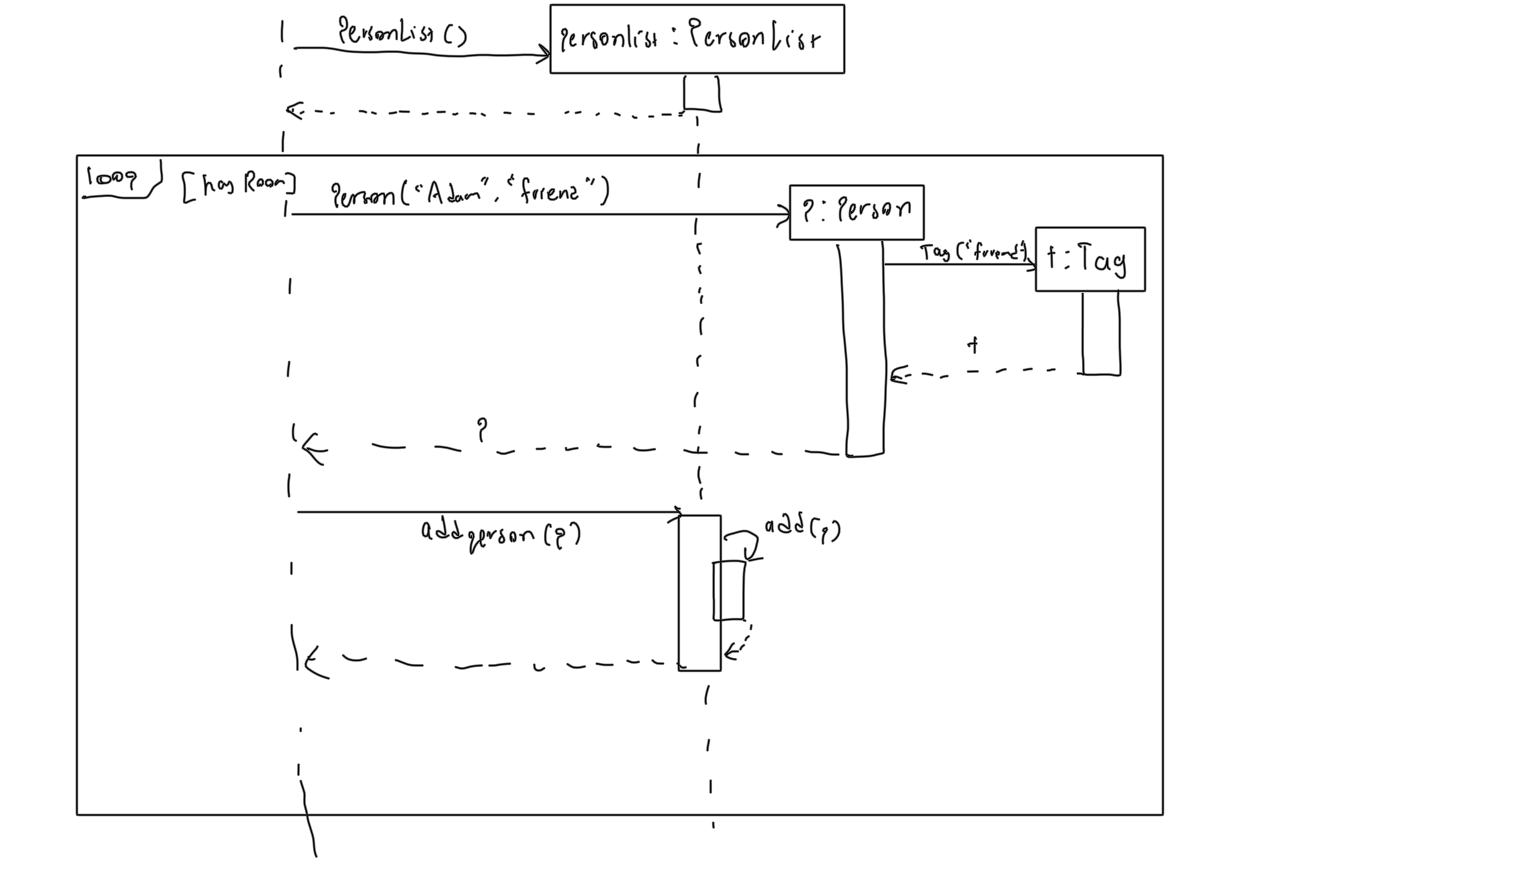 PersonList()
personlist : PersonList
loop
[has Room]
Person("Adam", "friend")
p : Person
Tag("friend")
t : Tag
t
p
addperson(p)
add(p)